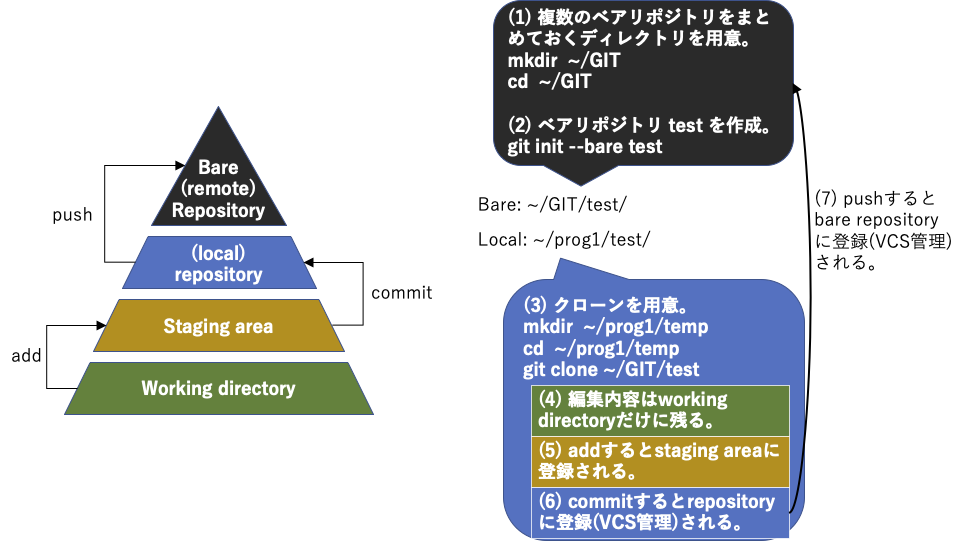 Bare
(remote)
Repository
push
(local)
repository
commit
Staging area
add
Working directory
(1) 複数のベアリポジトリをまと
めておくディレクトリを用意。
mkdir ~/GIT
cd ~/GIT
(2) ベアリポジトリ test を作成。
git init --bare test
Bare: ~/GIT/test/
Local: ~/prog1/test/
(3) クローンを用意。
mkdir ~/prog1/temp
cd ~/prog1/temp
git clone ~/GIT/test
(4) 編集内容はworking
directoryだけに残る。
(5) addするとstaging areaに
登録される。
(6) commitするとrepository
に登録(VCS管理)される。
(7) pushすると
bare repository
に登録(VCS管理)
される。